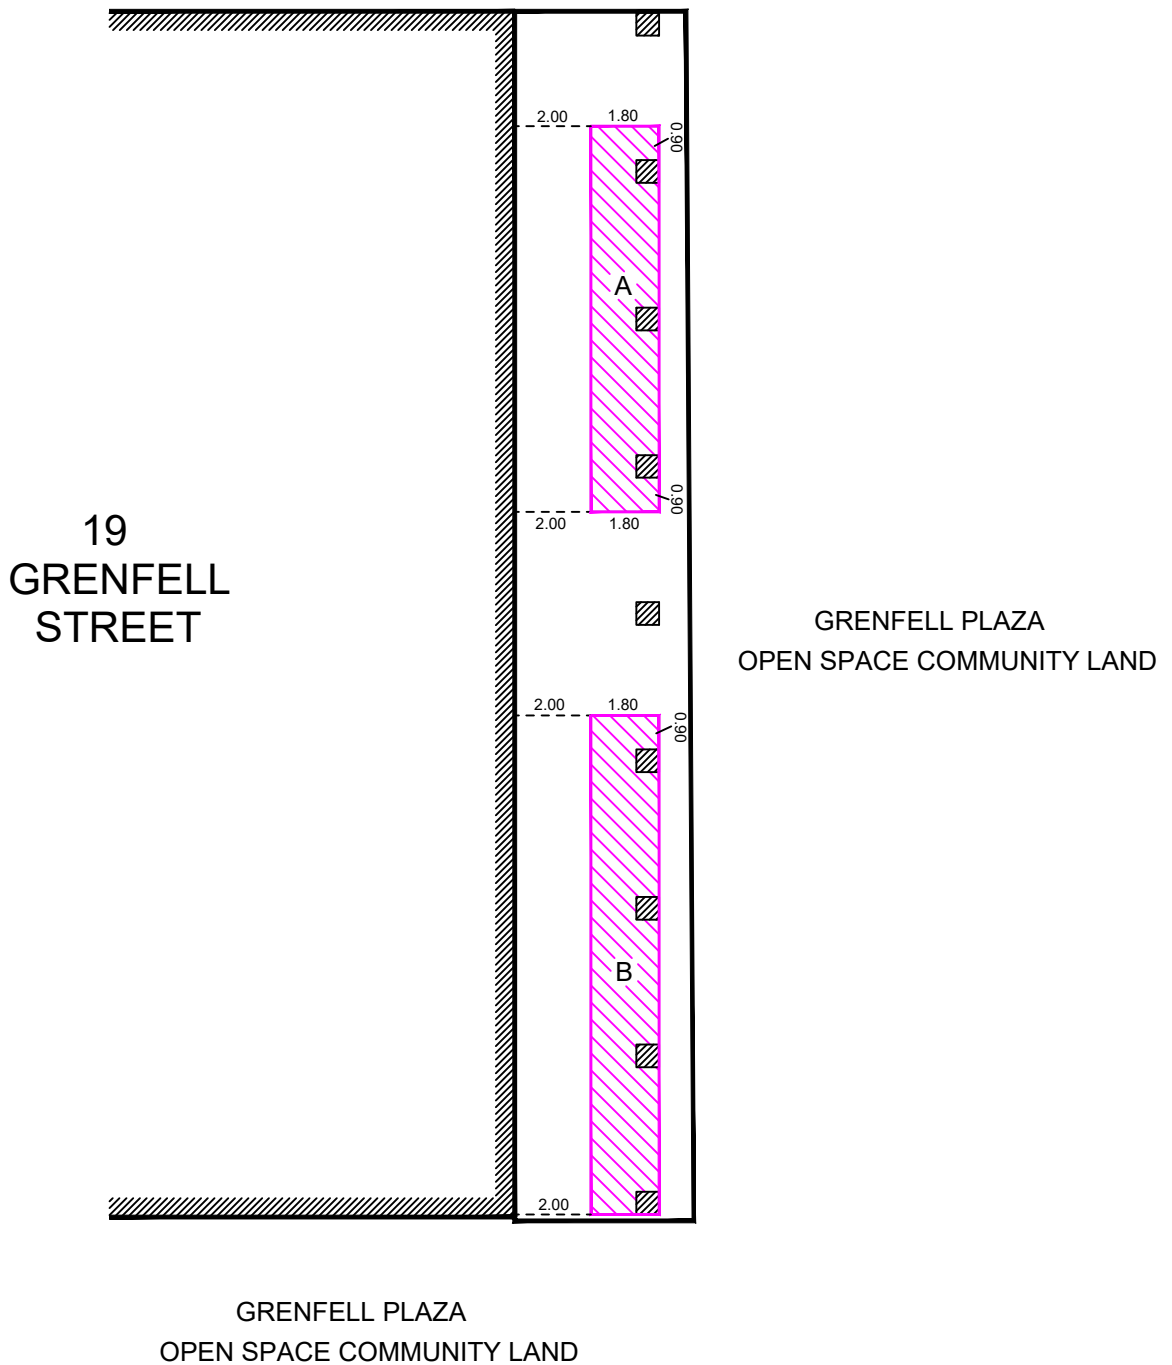 2.00
1.80
0.90
A
0.90
2.00
1.80
19
GRENFELL
STREET
GRENFELL PLAZA
OPEN SPACE COMMUNITY LAND
2.00
1.80
0.90
B
2.00
GRENFELL PLAZA
OPEN SPACE COMMUNITY LAND